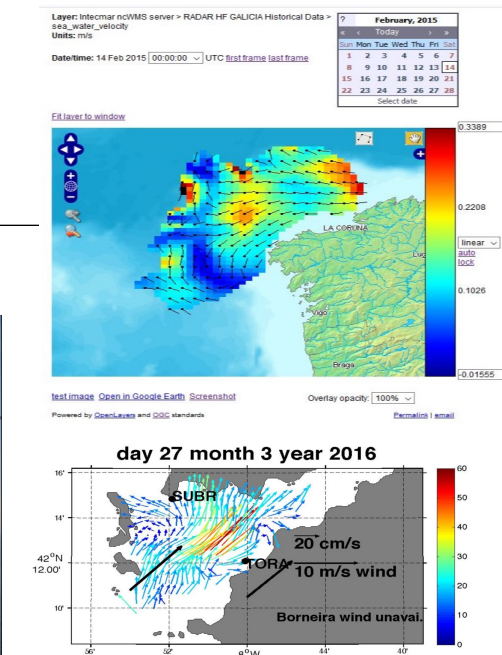 Layer: Intecmar ncWMS server > RADAR HF GALICIA Historical Data >
sea_water_velocity
Units: m/s
Date/time: 14 Feb 2015 00:00:00 UTC first frame last frame
? February, 2015
« ‹ Today › »
Sun Mon Tue Wed Thu Fri Sat
1 2 3 4 5 6 7
8 9 10 11 12 13 14
15 16 17 18 19 20 21
22 23 24 25 26 27 28
Select date
Fit layer to window
0.3389
LA CORUÑA
Lug
0.2208
linear
auto
lock
0.1026
Vigo
Braga
-0.01555
test image Open in Google Earth Screenshot
Overlay opacity: 100%
Powered by OpenLayers and OGC standards
Permalink | email
day 27 month 3 year 2016
16'
SUBR
14'
20 cm/s
42°N
12.00'
TORA
10 m/s wind
10'
Borneira wind unavai.
56' 52' 8°W 44' 40'
60
50
40
30
20
10
0